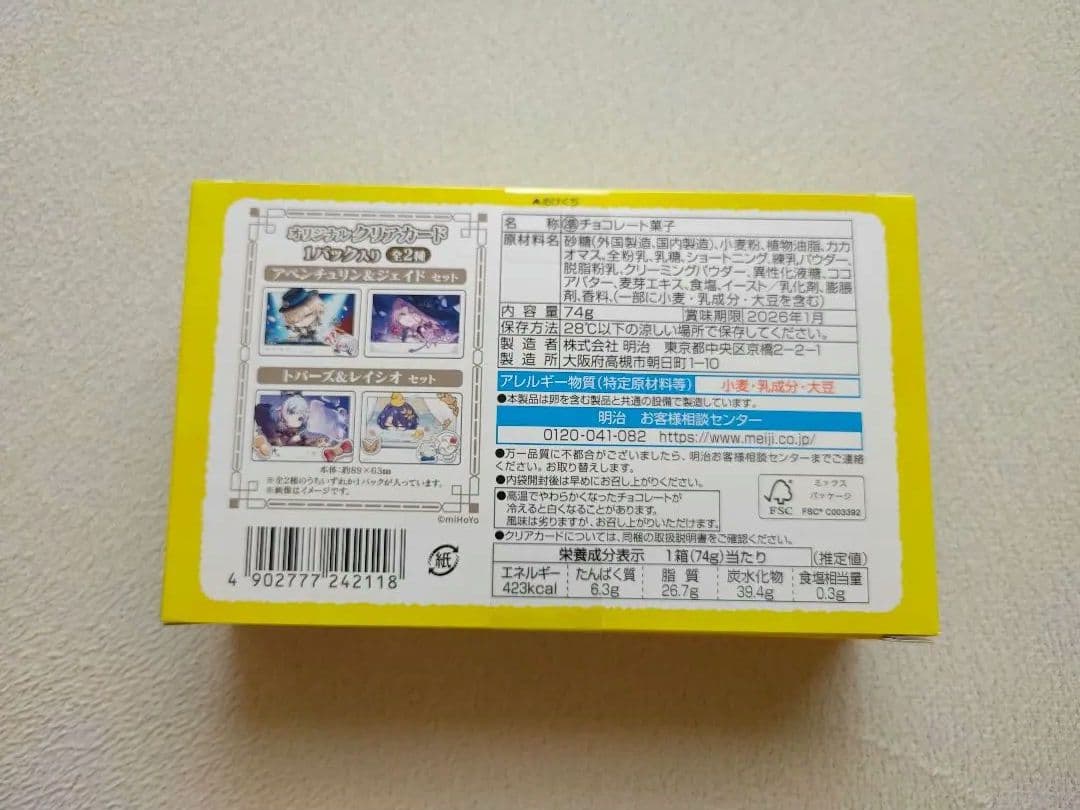 ▲おけくち
オリジナルクリアカード
1パック入り 全2種
アベンチュリン&ジェイド セット
トパーズ&レイシオ セット
本体:約89×63㎜
※全2種のうちいずれか1パックが入っています。
※画像はイメージです。
©miHoYo
4 902777 242118
紙
名 称 準チョコレート菓子
原材料名 砂糖(外国製造、国内製造)、小麦粉、植物油脂、カカ
オマス、全粉乳、乳糖、ショートニング、練乳パウダー、
脱脂粉乳、クリーミングパウダー、異性化液糖、ココ
アバター、麦芽エキス、食塩、イースト/乳化剤、膨脹
剤、香料、(一部に小麦・乳成分・大豆を含む)
内 容 量 74g 賞味期限 2026年1月
保存方法 28℃以下の涼しい場所で保存してください。
製 造 者 株式会社 明治 東京都中央区京橋2-2-1
製 造 所 大阪府高槻市朝日町1-10
アレルギー物質(特定原材料等) 小麦・乳成分・大豆
●本製品は卵を含む製品と共通の設備で製造しています。
明治 お客様相談センター
0120-041-082 https://www.meiji.co.jp/
●万一品質に不都合がございましたら、明治お客様相談センターまでご連絡
ください。お取り替えします。
●内袋開封後は早めにお召し上がりください。
●高温でやわらかくなったチョコレートが
冷えると白くなることがあります。
風味は劣りますが、お召し上がりいただけます。
●クリアカードについては、同梱の取扱説明書をご確認ください。
ミックス
パッケージ
FSC
FSC® C003392
栄養成分表示 1箱(74g)当たり (推定値)
エネルギー たんぱく質 脂 質 炭水化物 食塩相当量
423kcal 6.3g 26.7g 39.4g 0.3g